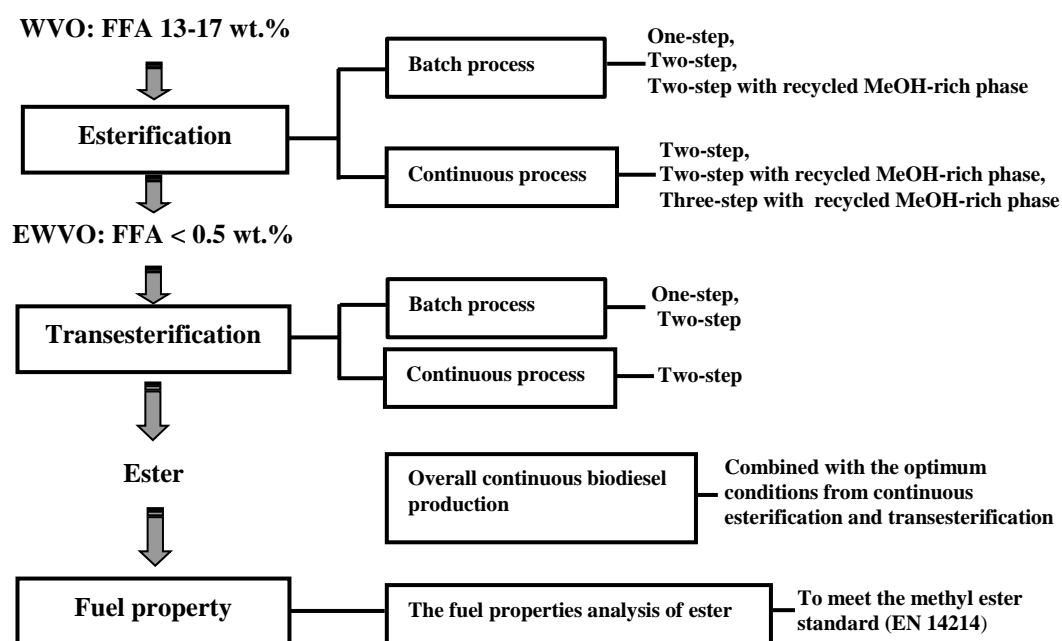 WVO: FFA 13-17 wt.%
Esterification
Batch process
One-step,
Two-step,
Two-step with recycled MeOH-rich phase
Continuous process
Two-step,
Two-step with recycled MeOH-rich phase,
Three-step with recycled MeOH-rich phase
EWVO: FFA < 0.5 wt.%
Transesterification
Batch process
One-step,
Two-step
Continuous process
Two-step
Ester
Overall continuous biodiesel
production
Combined with the optimum
conditions from continuous
esterification and transesterification
Fuel property
The fuel properties analysis of ester
To meet the methyl ester
standard (EN 14214)